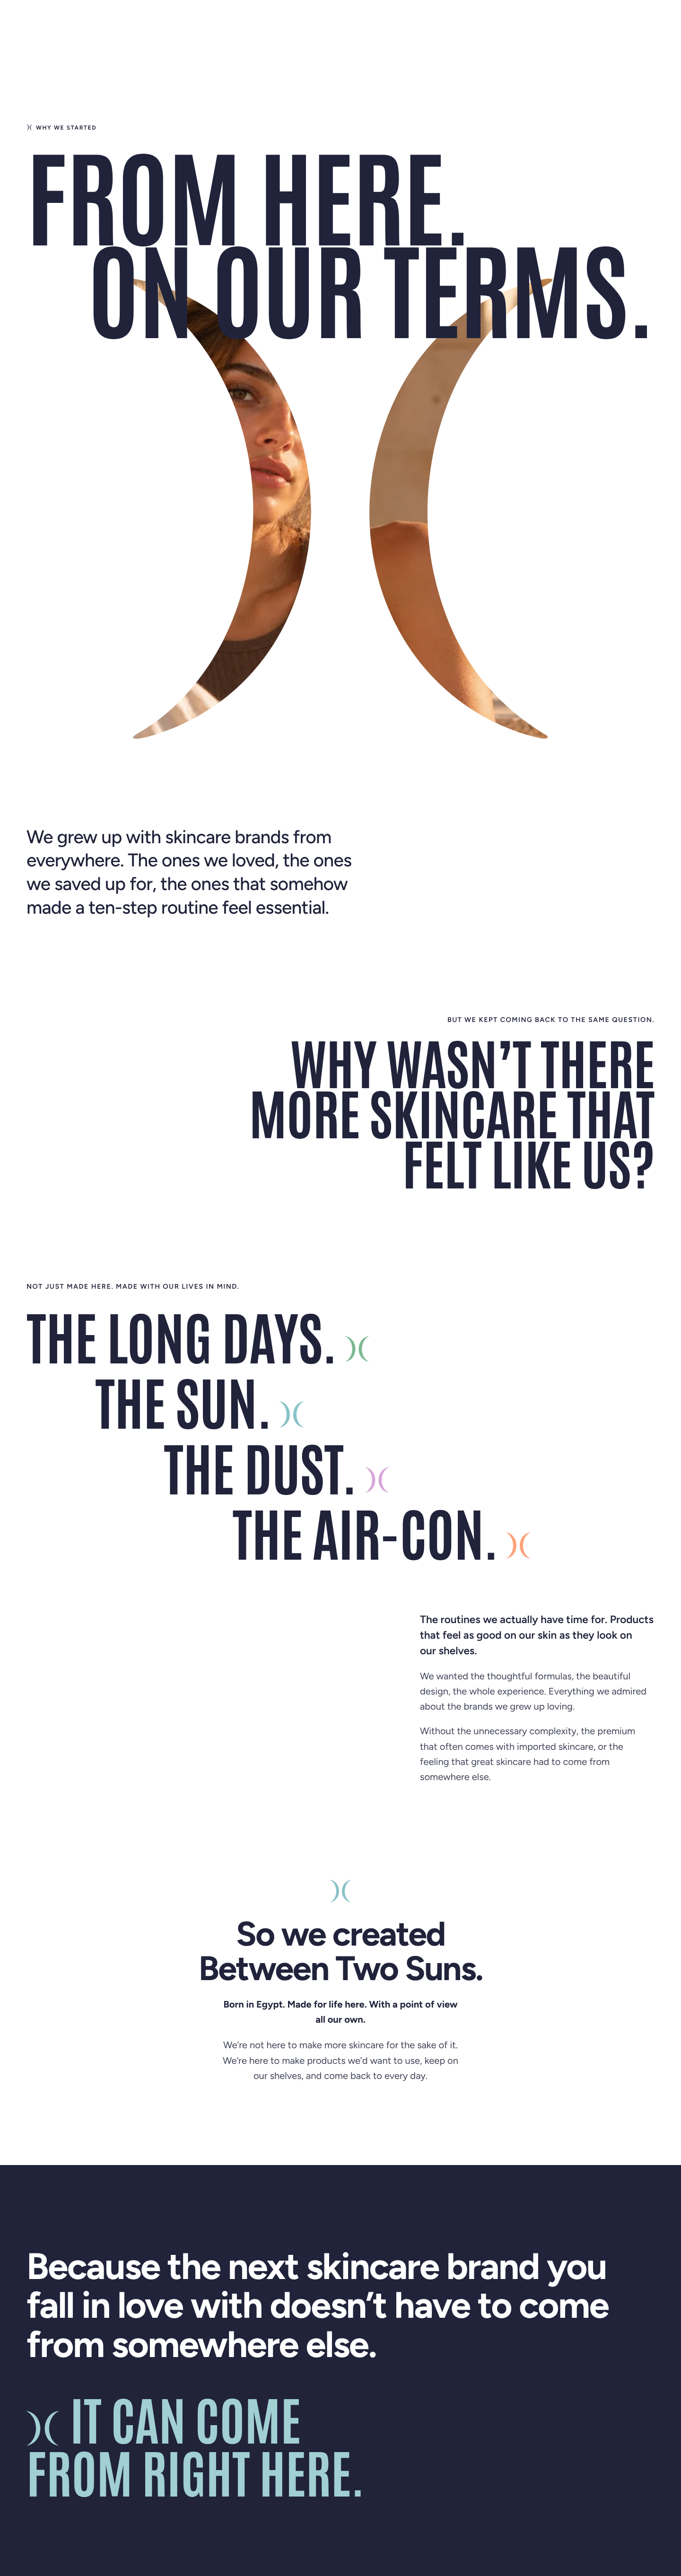 WHY WE STARTED
FROM HERE.
ON OUR TERMS.
We grew up with skincare brands from
everywhere. The ones we loved, the ones
we saved up for, the ones that somehow
made a ten-step routine feel essential.
BUT WE KEPT COMING BACK TO THE SAME QUESTION.
WHY WASN’T THERE
MORE SKINCARE THAT
FELT LIKE US?
NOT JUST MADE HERE. MADE WITH OUR LIVES IN MIND.
THE LONG DAYS.
THE SUN.
THE DUST.
THE AIR-CON.
The routines we actually have time for. Products
that feel as good on our skin as they look on
our shelves.
We wanted the thoughtful formulas, the beautiful
design, the whole experience. Everything we admired
about the brands we grew up loving.
Without the unnecessary complexity, the premium
that often comes with imported skincare, or the
feeling that great skincare had to come from
somewhere else.
So we created
Between Two Suns.
Born in Egypt. Made for life here. With a point of view
all our own.
We’re not here to make more skincare for the sake of it.
We’re here to make products we’d want to use, keep on
our shelves, and come back to every day.
Because the next skincare brand you
fall in love with doesn’t have to come
from somewhere else.
IT CAN COME
FROM RIGHT HERE.